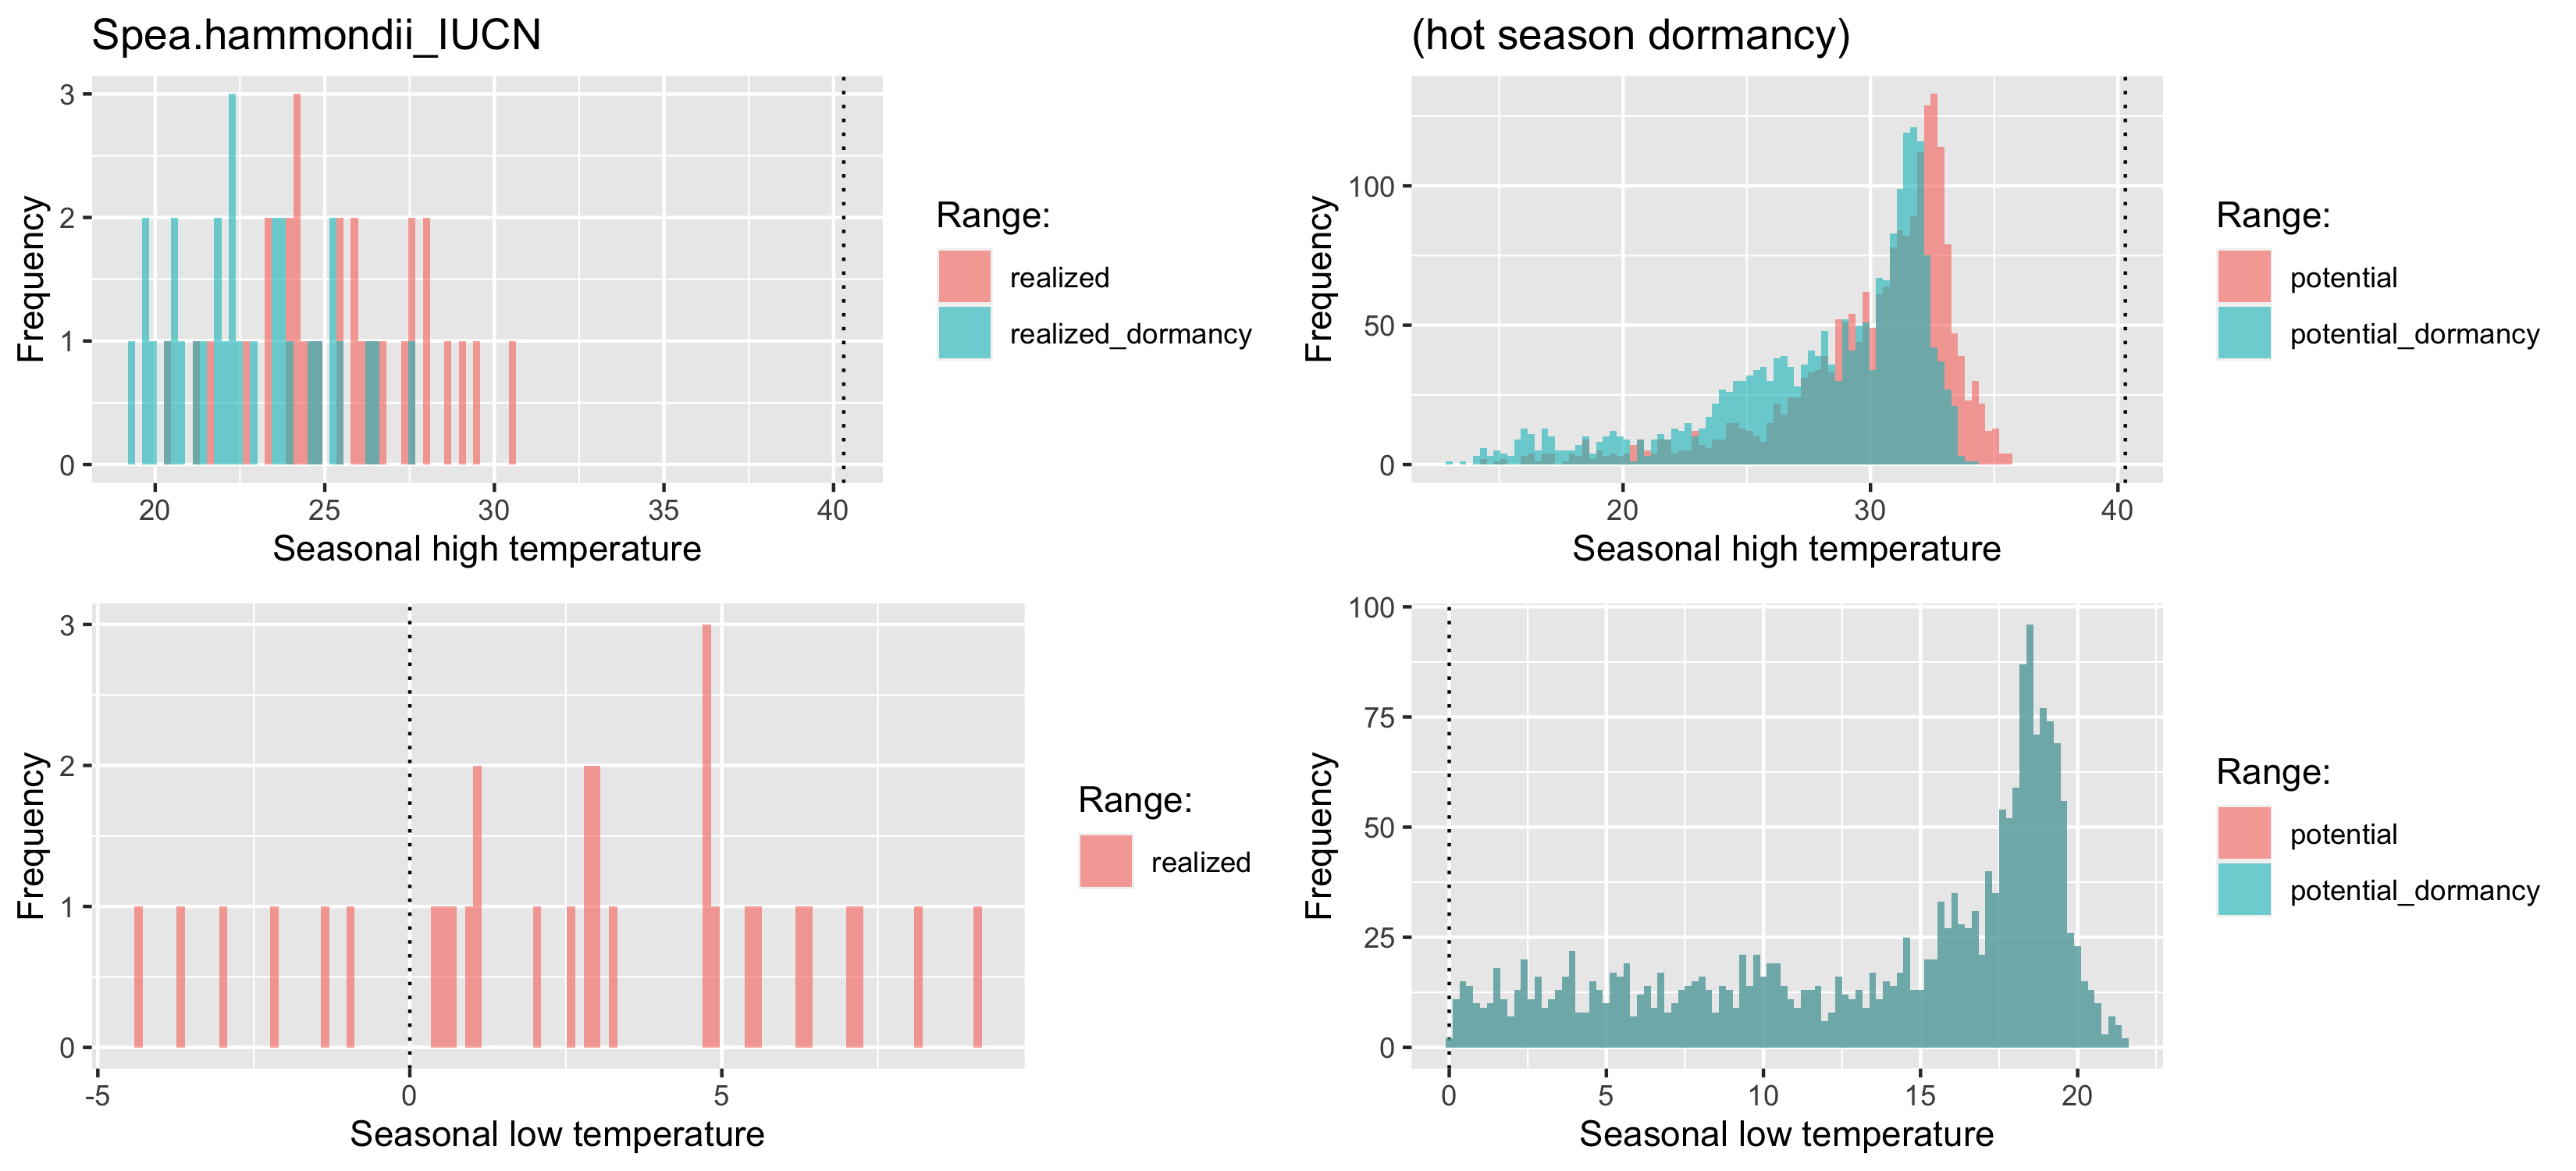 Spea.hammondii_IUCN
(hot season dormancy)
Frequency
3
2
1
0
20
25
30
35
40
Seasonal high temperature
Range:
realized
realized_dormancy
Frequency
100
50
0
20
30
40
Seasonal high temperature
Range:
potential
potential_dormancy
Frequency
3
2
1
0
-5
0
5
Seasonal low temperature
Range:
realized
Frequency
100
75
50
25
0
0
5
10
15
20
Seasonal low temperature
Range:
potential
potential_dormancy